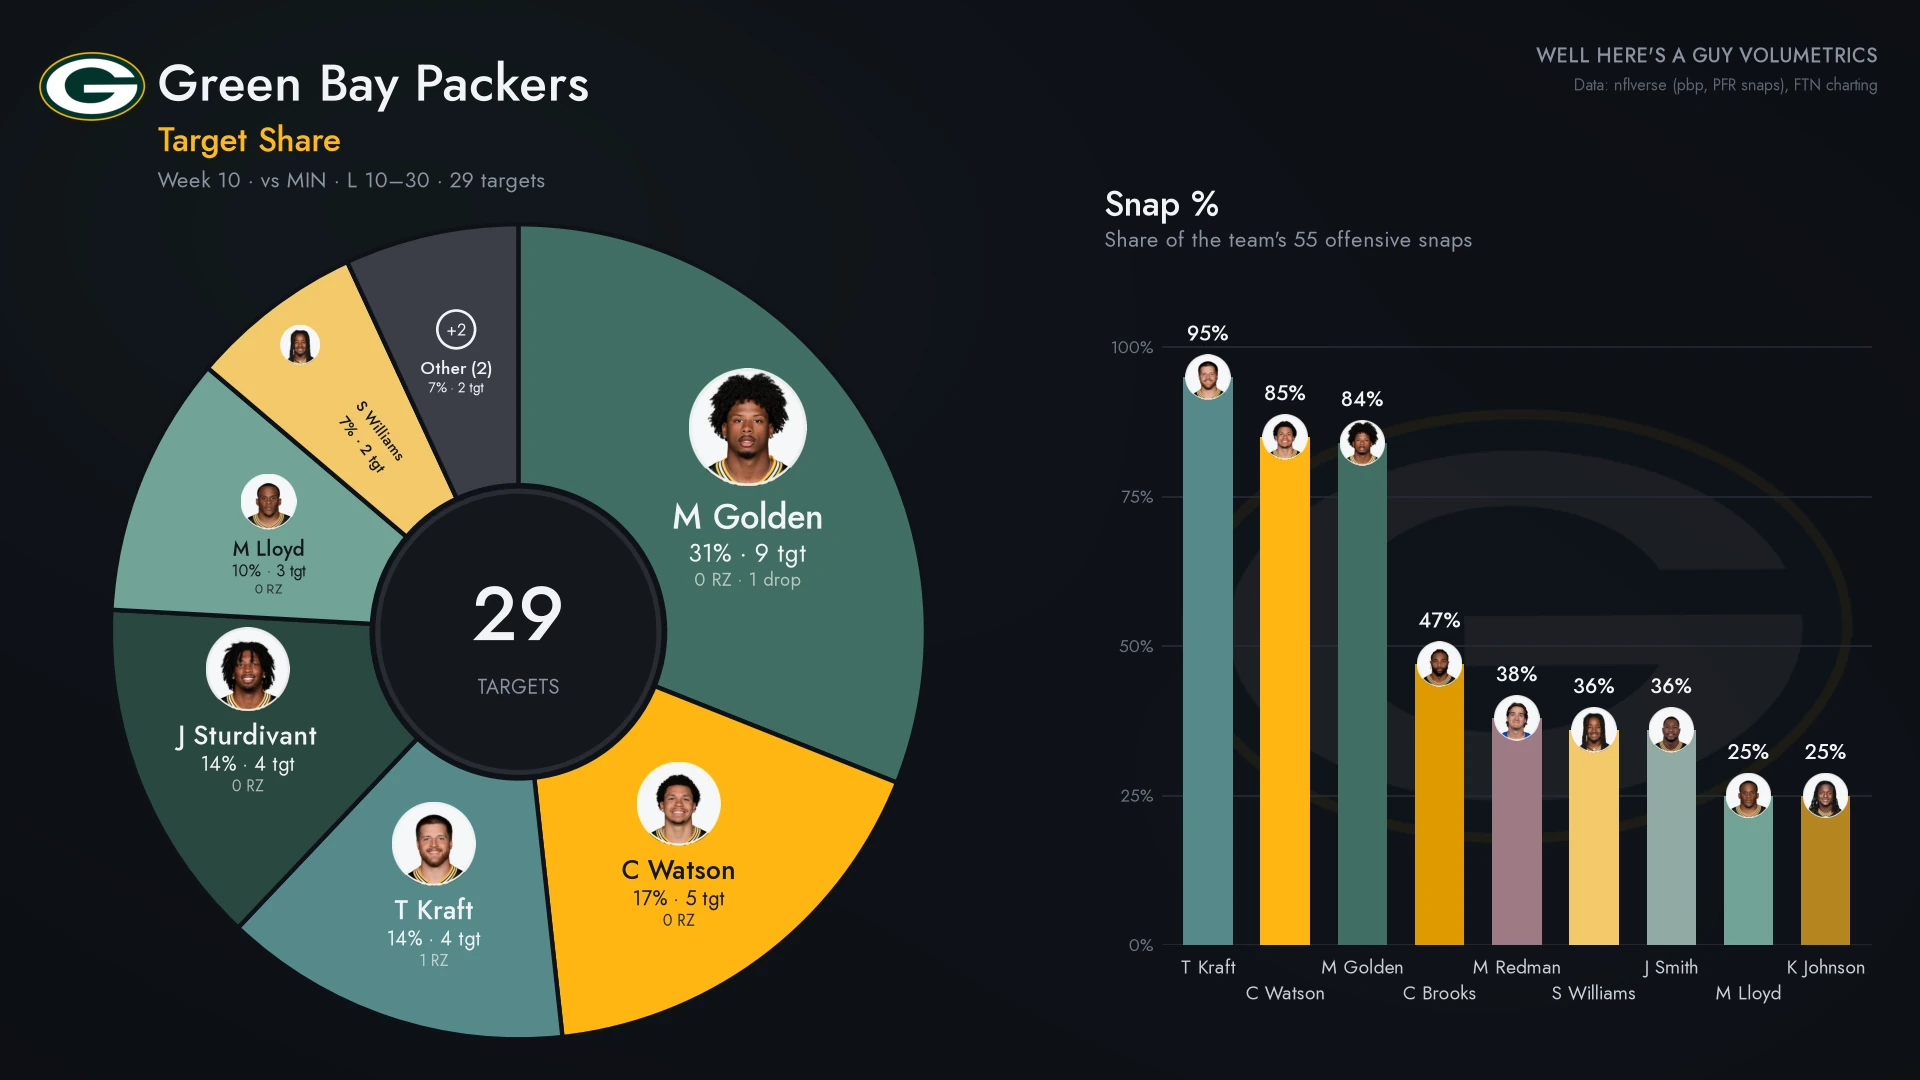 Green Bay Packers
Target Share
Week 10 · vs MIN · L 10–30 · 29 targets
WELL HERE'S A GUY VOLUMETRICS
Data: nflverse (pbp, PFR snaps), FTN charting
M Golden
31% · 9 tgt
0 RZ · 1 drop
C Watson
17% · 5 tgt
0 RZ
T Kraft
14% · 4 tgt
1 RZ
J Sturdivant
14% · 4 tgt
0 RZ
M Lloyd
10% · 3 tgt
0 RZ
S Williams
7% · 2 tgt
+2
Other (2)
7% · 2 tgt
29
TARGETS
Snap %
Share of the team's 55 offensive snaps
100%
75%
50%
25%
0%
95%
85%
84%
47%
38%
36%
36%
25%
25%
T Kraft
C Watson
M Golden
C Brooks
M Redman
S Williams
J Smith
M Lloyd
K Johnson